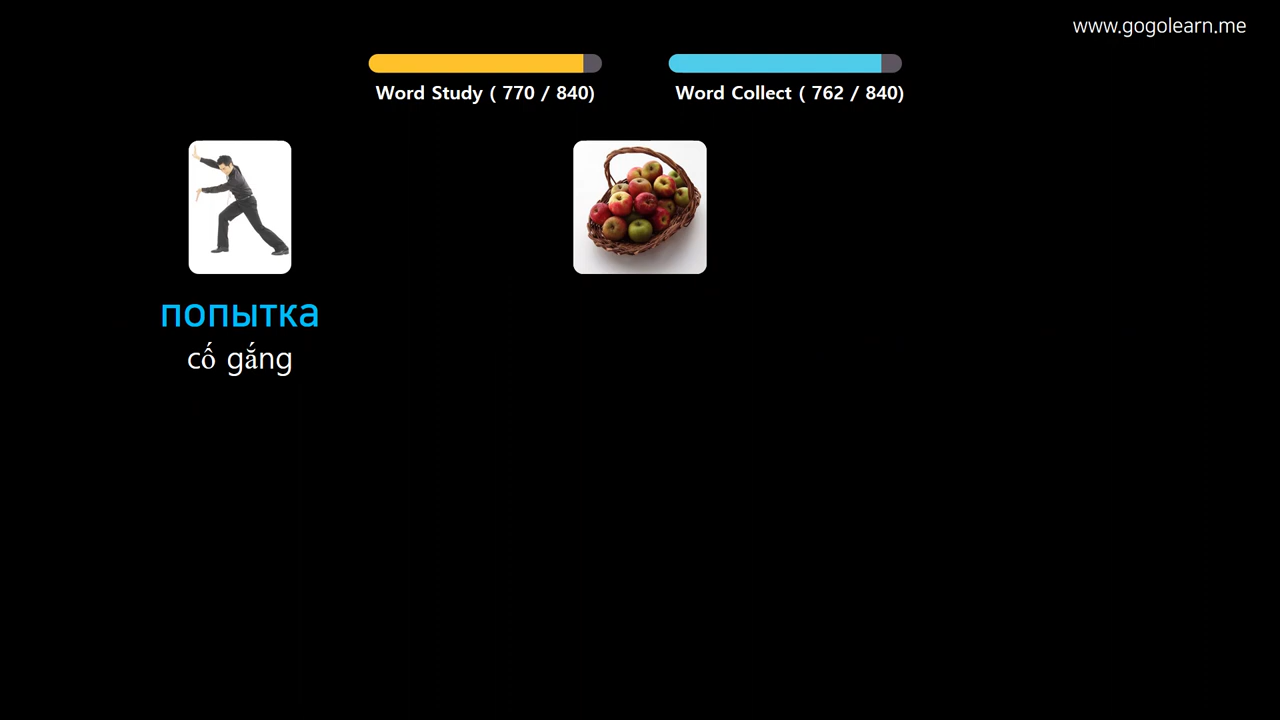 www.gogolearn.me
Word Study ( 770 / 840)
Word Collect ( 762 / 840)
попытка
cố gắng